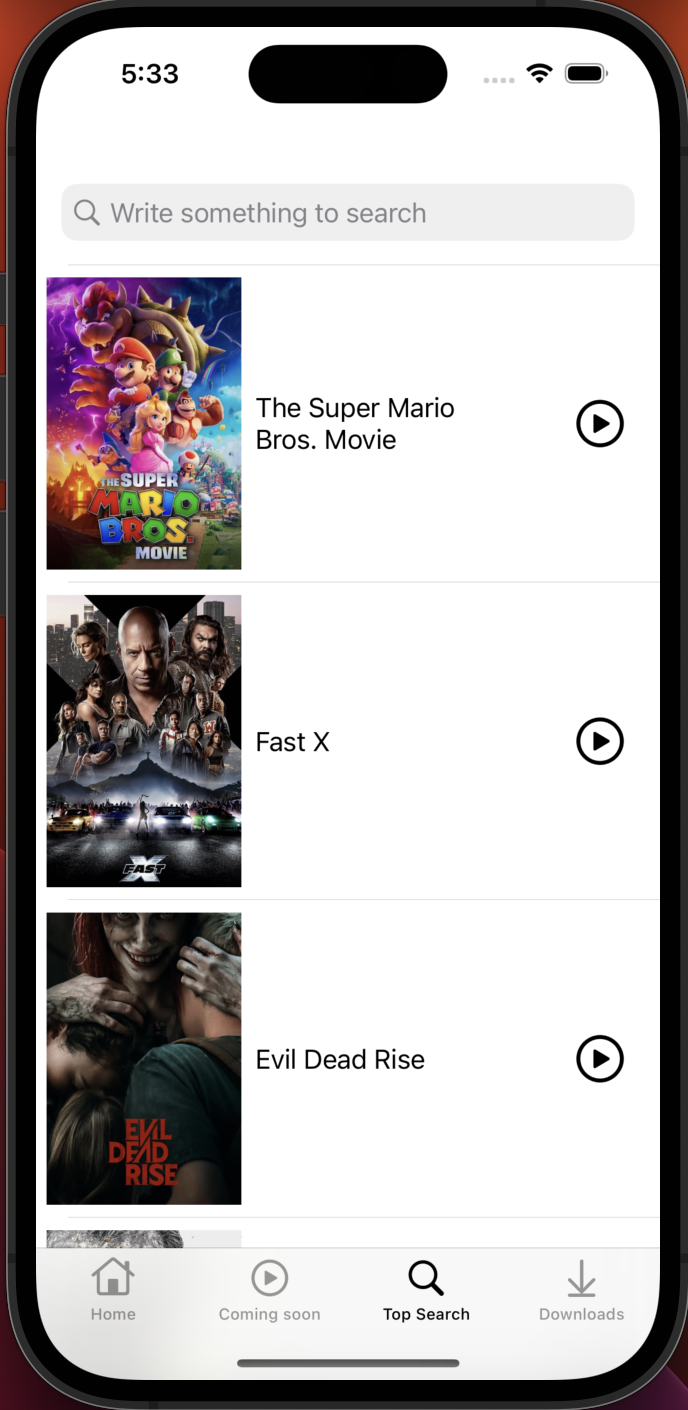 5:33
Write something to search
THE SUPER
MARIO
BROS.
MOVIE
The Super Mario
Bros. Movie
X
FAST
Fast X
EVIL
DEAD
RISE
Evil Dead Rise
Home
Coming soon
Top Search
Downloads